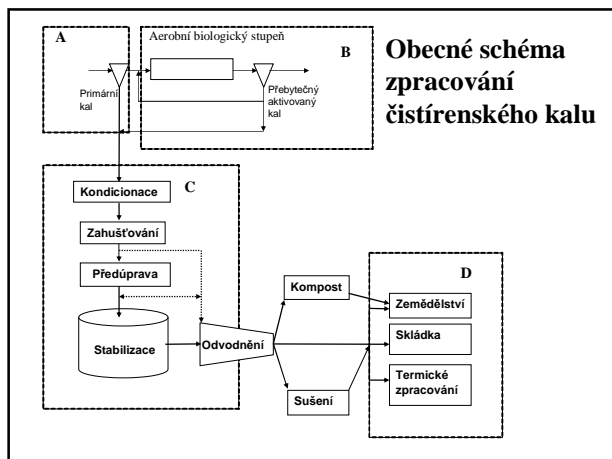 A
Aerobní biologický stupeň
B
Obecné schéma
zpracování
čistírenského kalu
Primární
kal
Přebytečný
aktivovaný
kal
C
Kondicionace
Zahušťování
Předúprava
Stabilizace
Odvodnění
Kompost
Sušení
D
Zemědělství
Skládka
Termické
zpracování